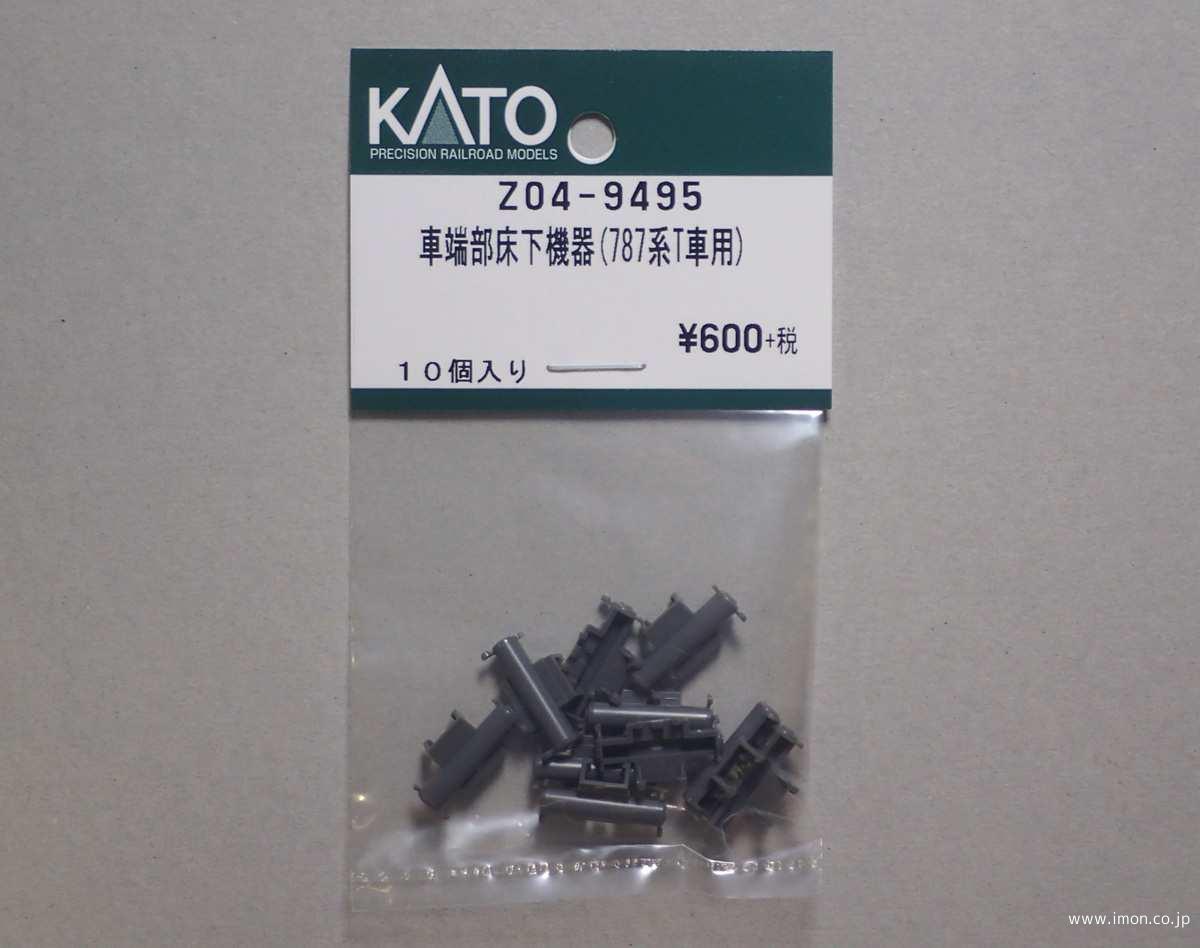 KATO
PRECISION RAILROAD MODELS
Z04-9495
車端部床下機器(787系T車用)
¥600+税
10個入り
www.imon.co.jp